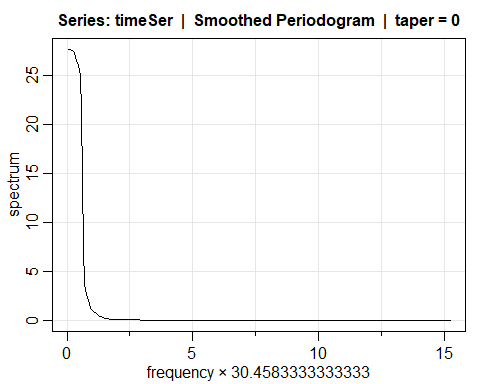 Series: timeSer | Smoothed Periodogram | taper = 0
spectrum
25
20
15
10
5
0
0 5 10 15
frequency × 30.4583333333333